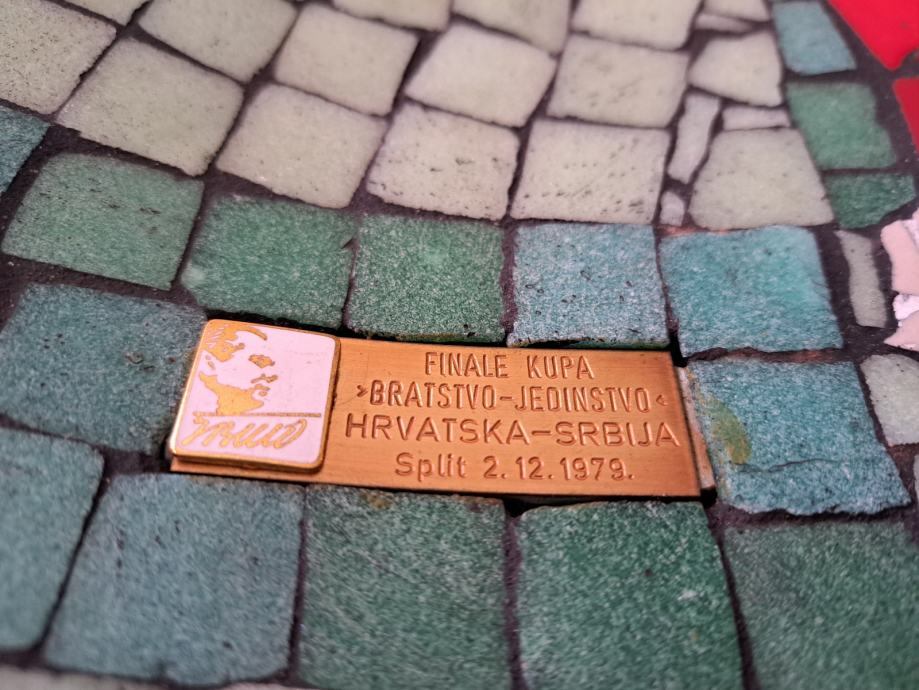 FINALE KUPA
›BRATSTVO-JEDINSTVO‹
HRVATSKA-SRBIJA
Split 2.12.1979.